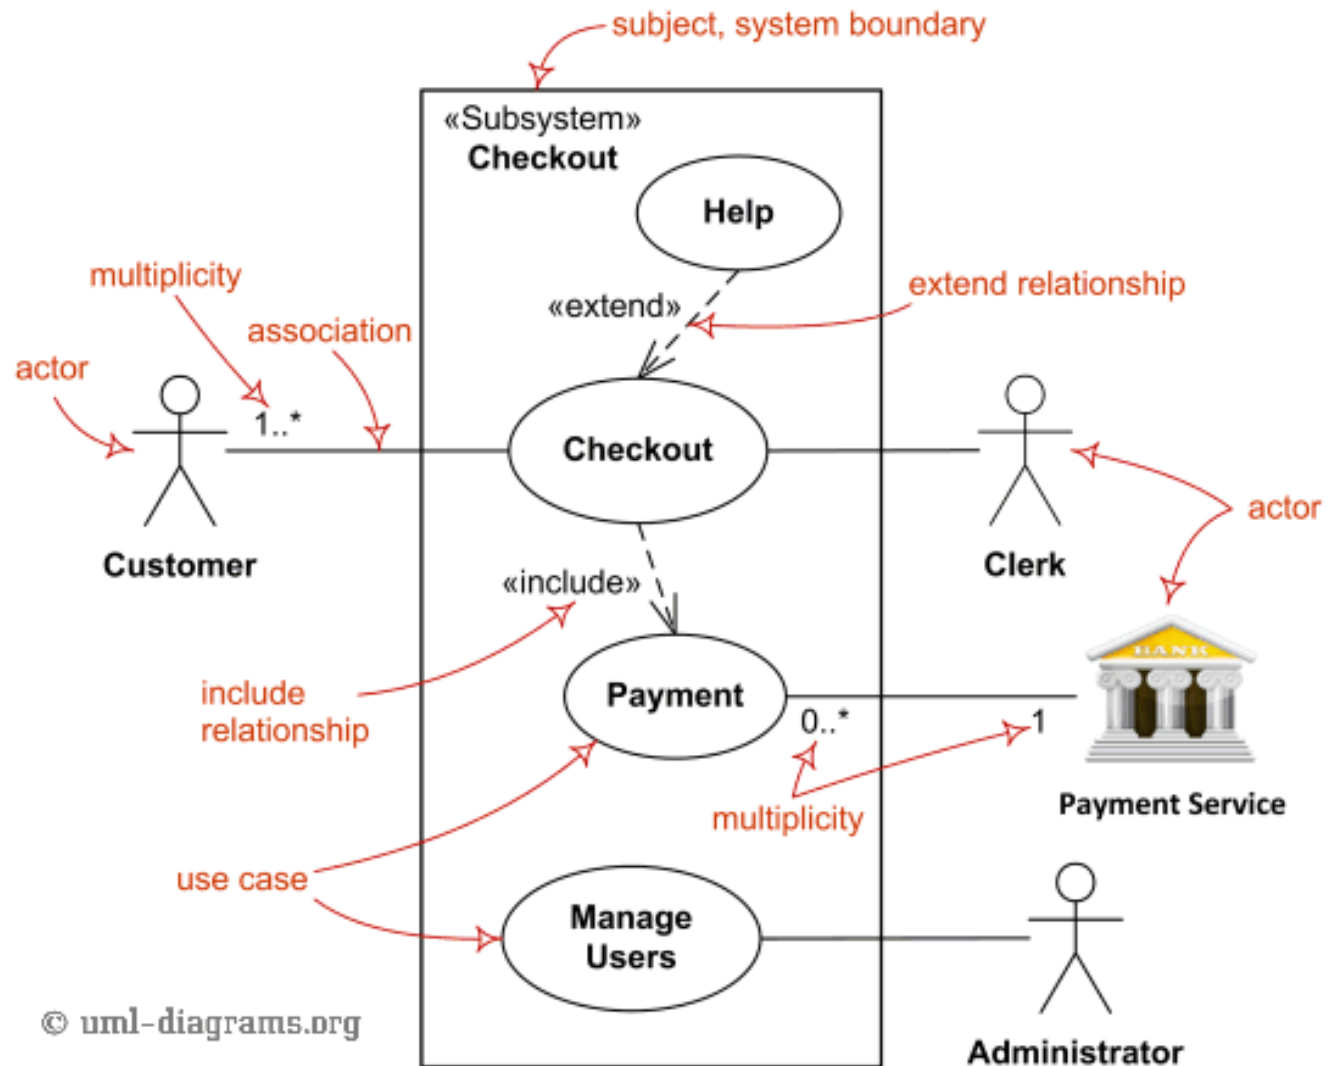 subject, system boundary
«Subsystem»
Checkout
Help
multiplicity
«extend»
extend relationship
association
actor
1..*
Checkout
actor
Customer
Clerk
«include»
BANK
include
relationship
Payment
0..*
1
multiplicity
Payment Service
use case
Manage
Users
© uml-diagrams.org
Administrator